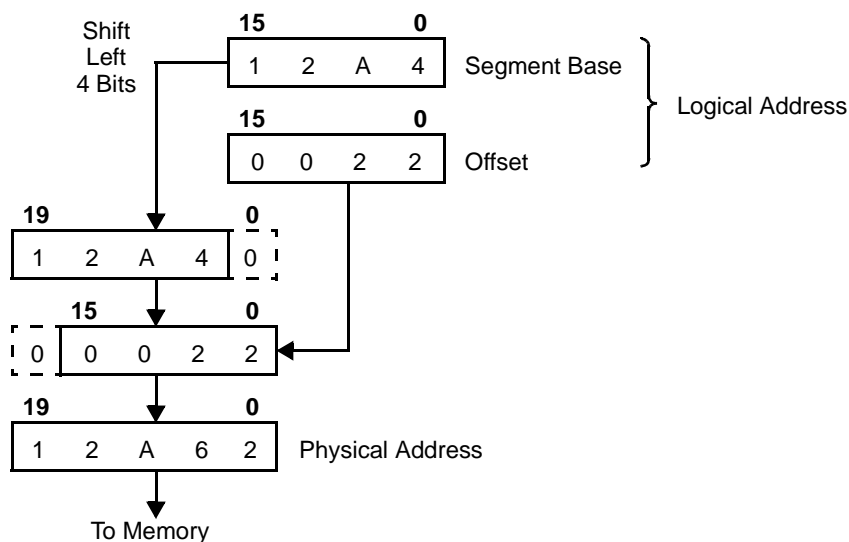 Shift
Left
4 Bits
15 0
1 2 A 4 Segment Base
15 0
0 0 2 2 Offset
Logical Address
19 0
1 2 A 4 0
15 0
0 0 0 2 2
19 0
1 2 A 6 2 Physical Address
To Memory